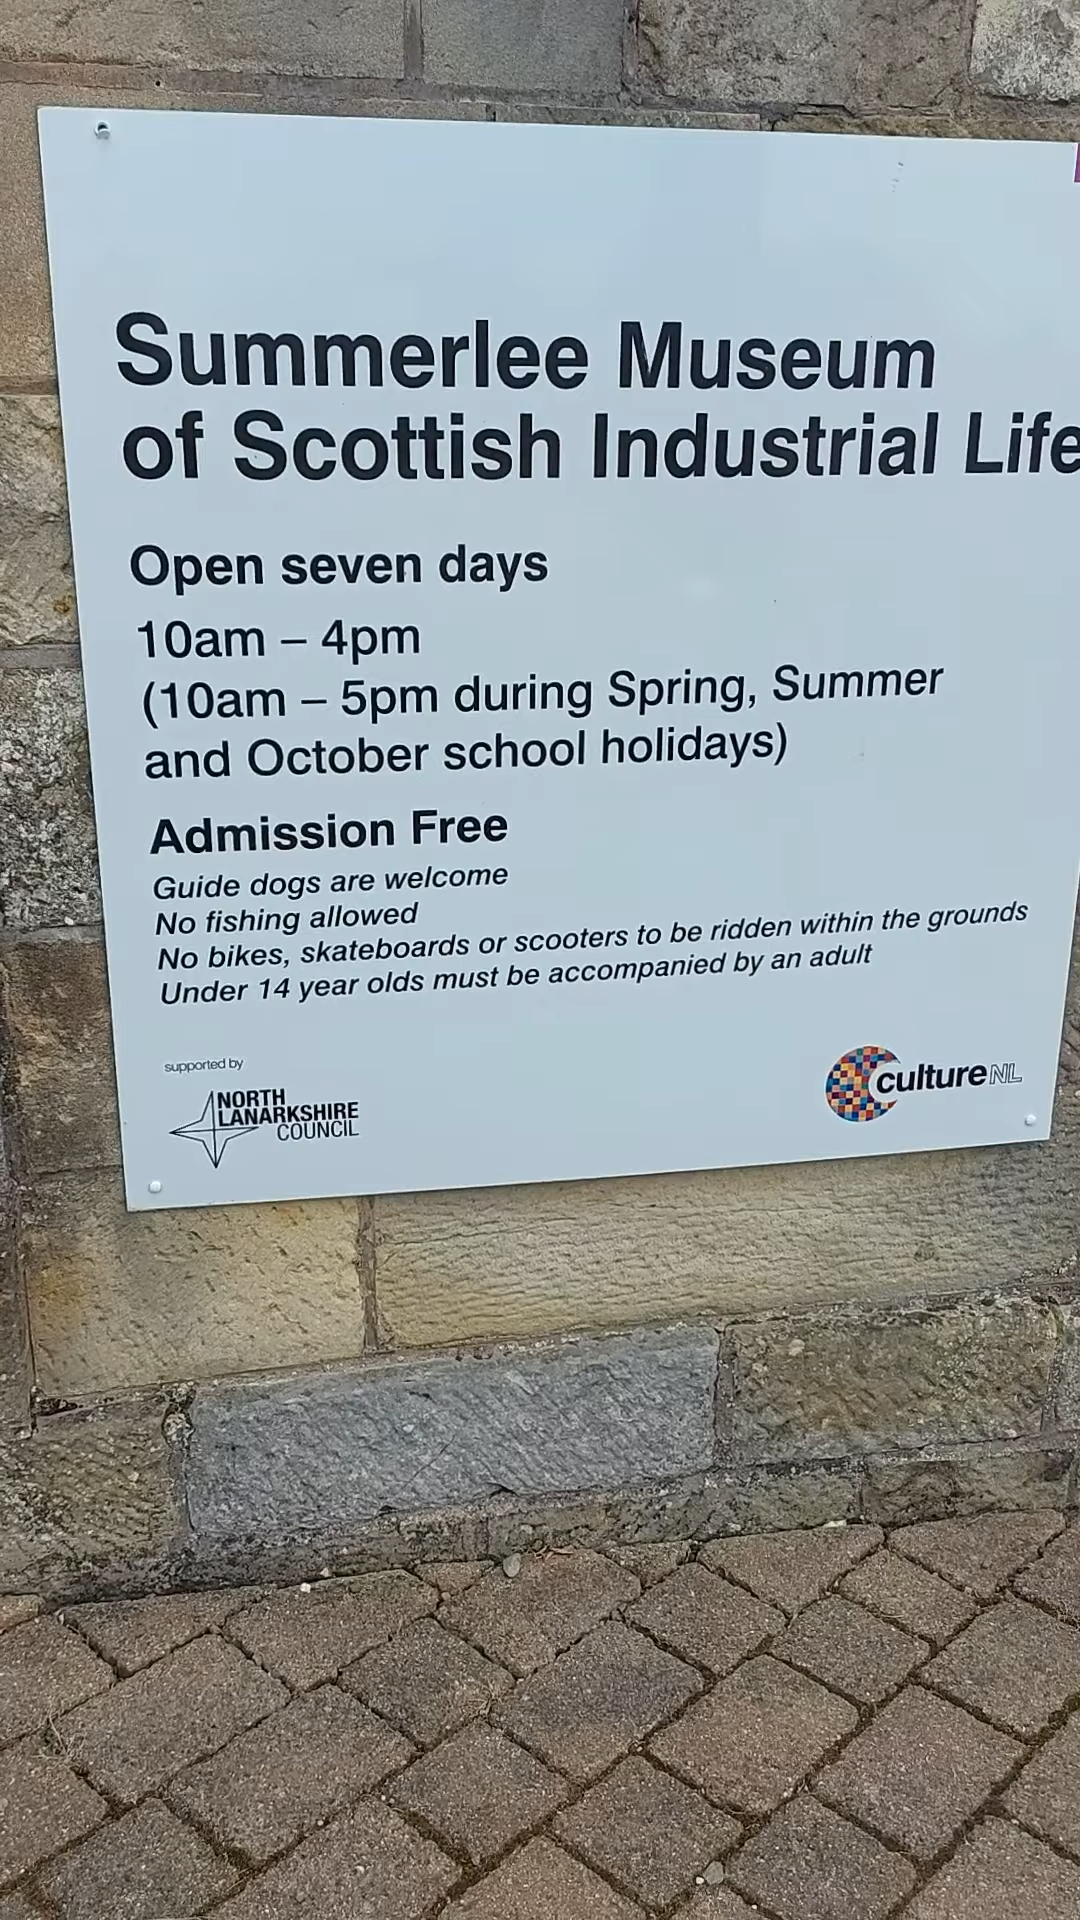 Summerlee Museum
of Scottish Industrial Life
Open seven days
10am – 4pm
(10am – 5pm during Spring, Summer
and October school holidays)
Admission Free
Guide dogs are welcome
No fishing allowed
No bikes, skateboards or scooters to be ridden within the grounds
Under 14 year olds must be accompanied by an adult
supported by
NORTH
LANARKSHIRE
COUNCIL
culture NL